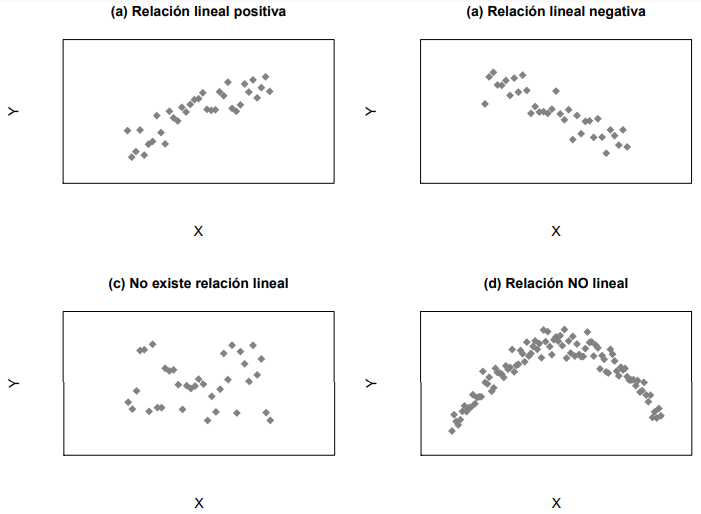 (a) Relación lineal positiva
Y
X
(a) Relación lineal negativa
Y
X
(c) No existe relación lineal
Y
X
(d) Relación NO lineal
Y
X